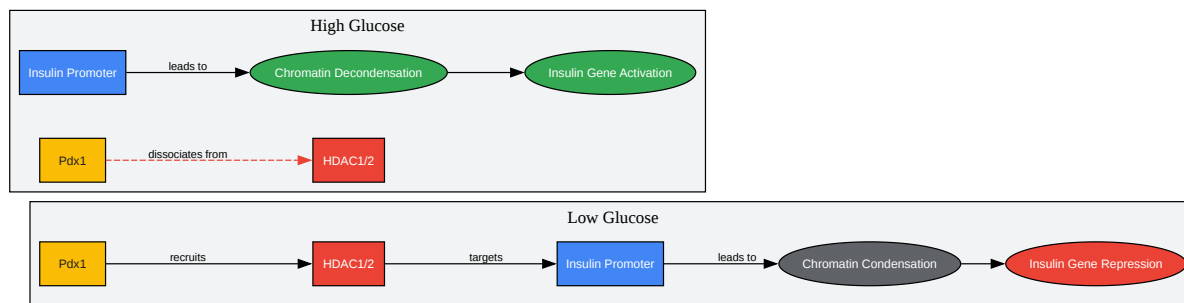 High Glucose
Insulin Promoter
leads to
Chromatin Decondensation
Insulin Gene Activation
Pdx1
dissociates from
HDAC1/2
Low Glucose
Pdx1
recruits
HDAC1/2
targets
Insulin Promoter
leads to
Chromatin Condensation
Insulin Gene Repression